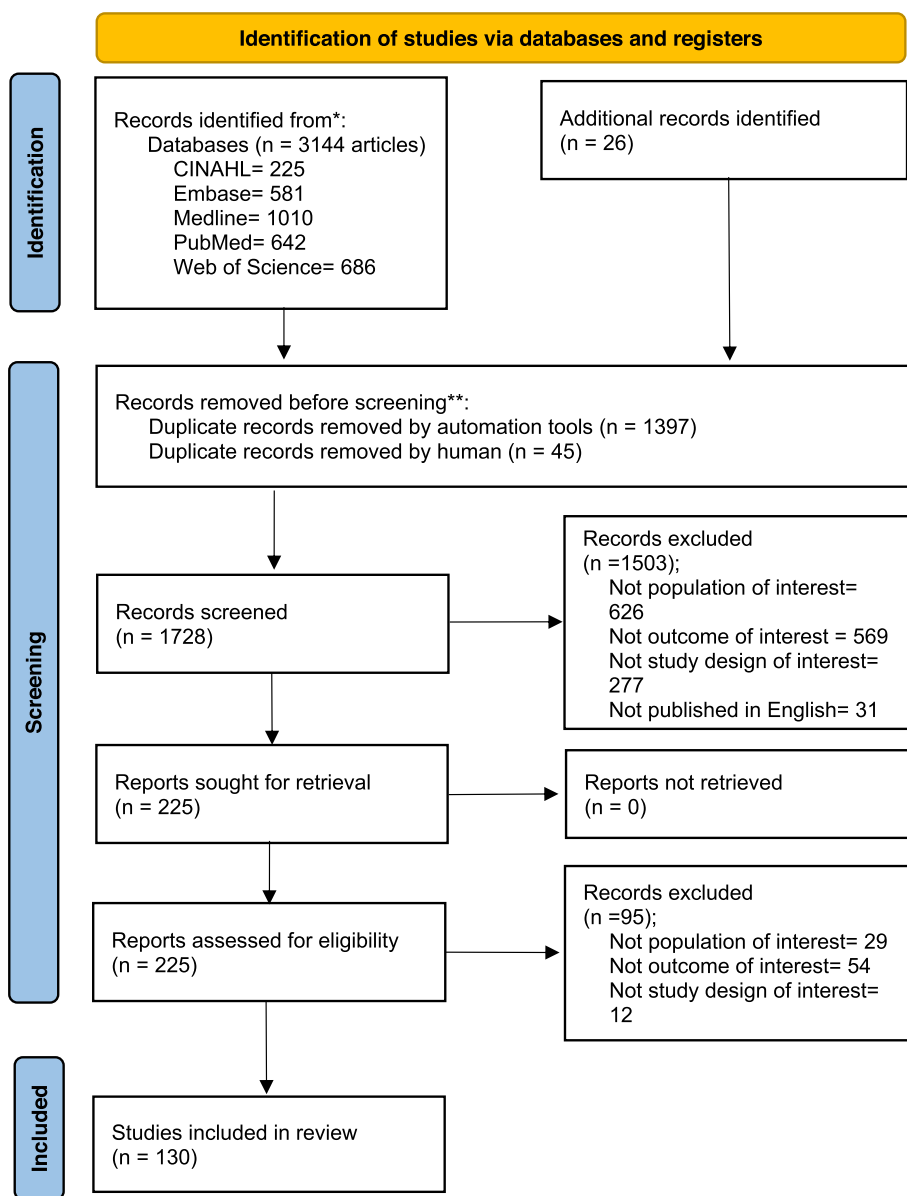 Identification of studies via databases and registers
Identification
Records identified from*:
Databases (n = 3144 articles)
CINAHL= 225
Embase= 581
Medline= 1010
PubMed= 642
Web of Science= 686
Additional records identified
(n = 26)
Screening
Records removed before screening**:
Duplicate records removed by automation tools (n = 1397)
Duplicate records removed by human (n = 45)
Records screened
(n = 1728)
Records excluded
(n =1503);
Not population of interest=
626
Not outcome of interest = 569
Not study design of interest=
277
Not published in English= 31
Reports sought for retrieval
(n = 225)
Reports not retrieved
(n = 0)
Reports assessed for eligibility
(n = 225)
Records excluded
(n =95);
Not population of interest= 29
Not outcome of interest= 54
Not study design of interest=
12
Included
Studies included in review
(n = 130)